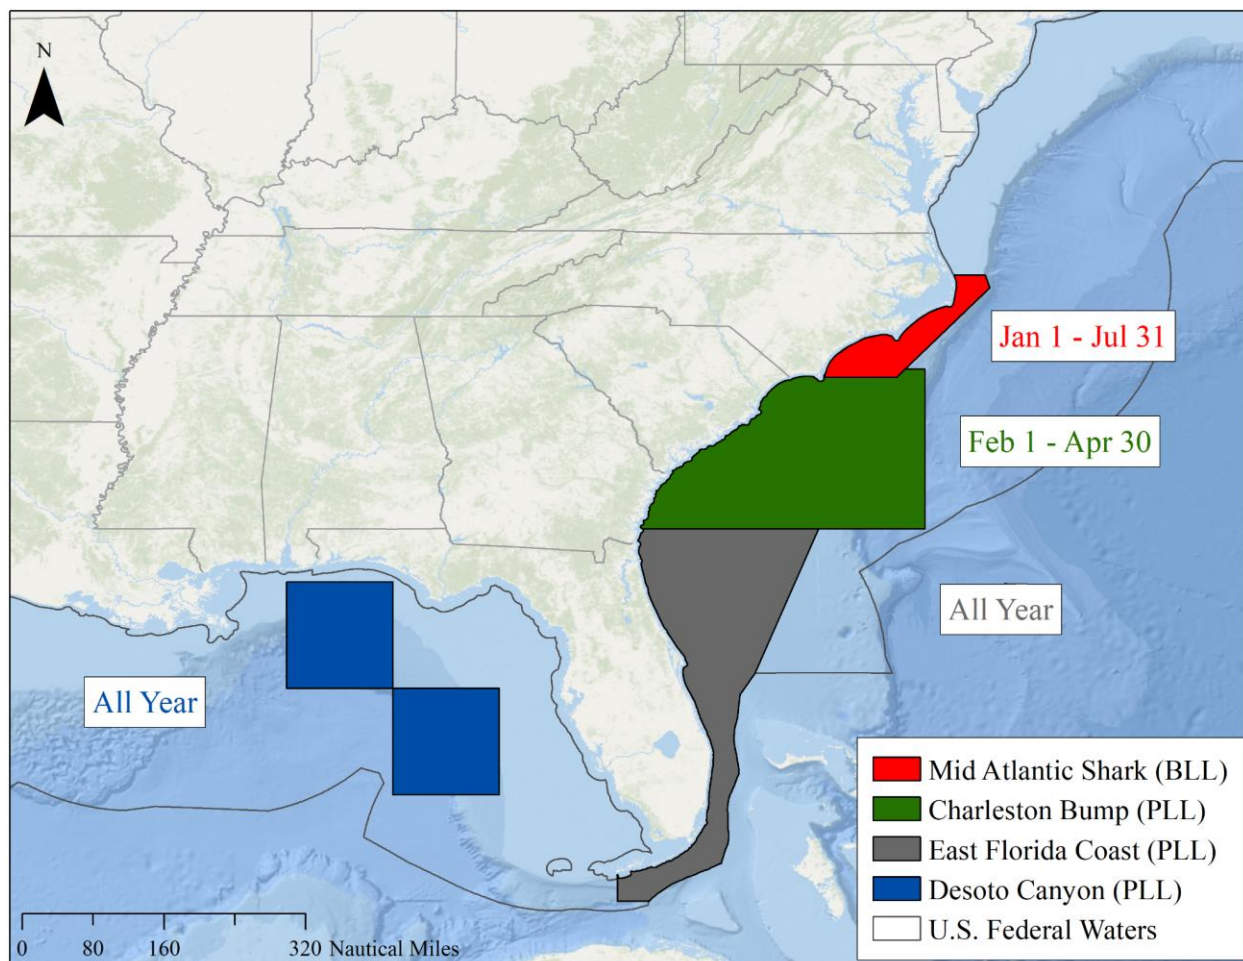 N
Jan 1 - Jul 31
Feb 1 - Apr 30
All Year
All Year
Mid Atlantic Shark (BLL)
Charleston Bump (PLL)
East Florida Coast (PLL)
Desoto Canyon (PLL)
U.S. Federal Waters
0 80 160 320 Nautical Miles